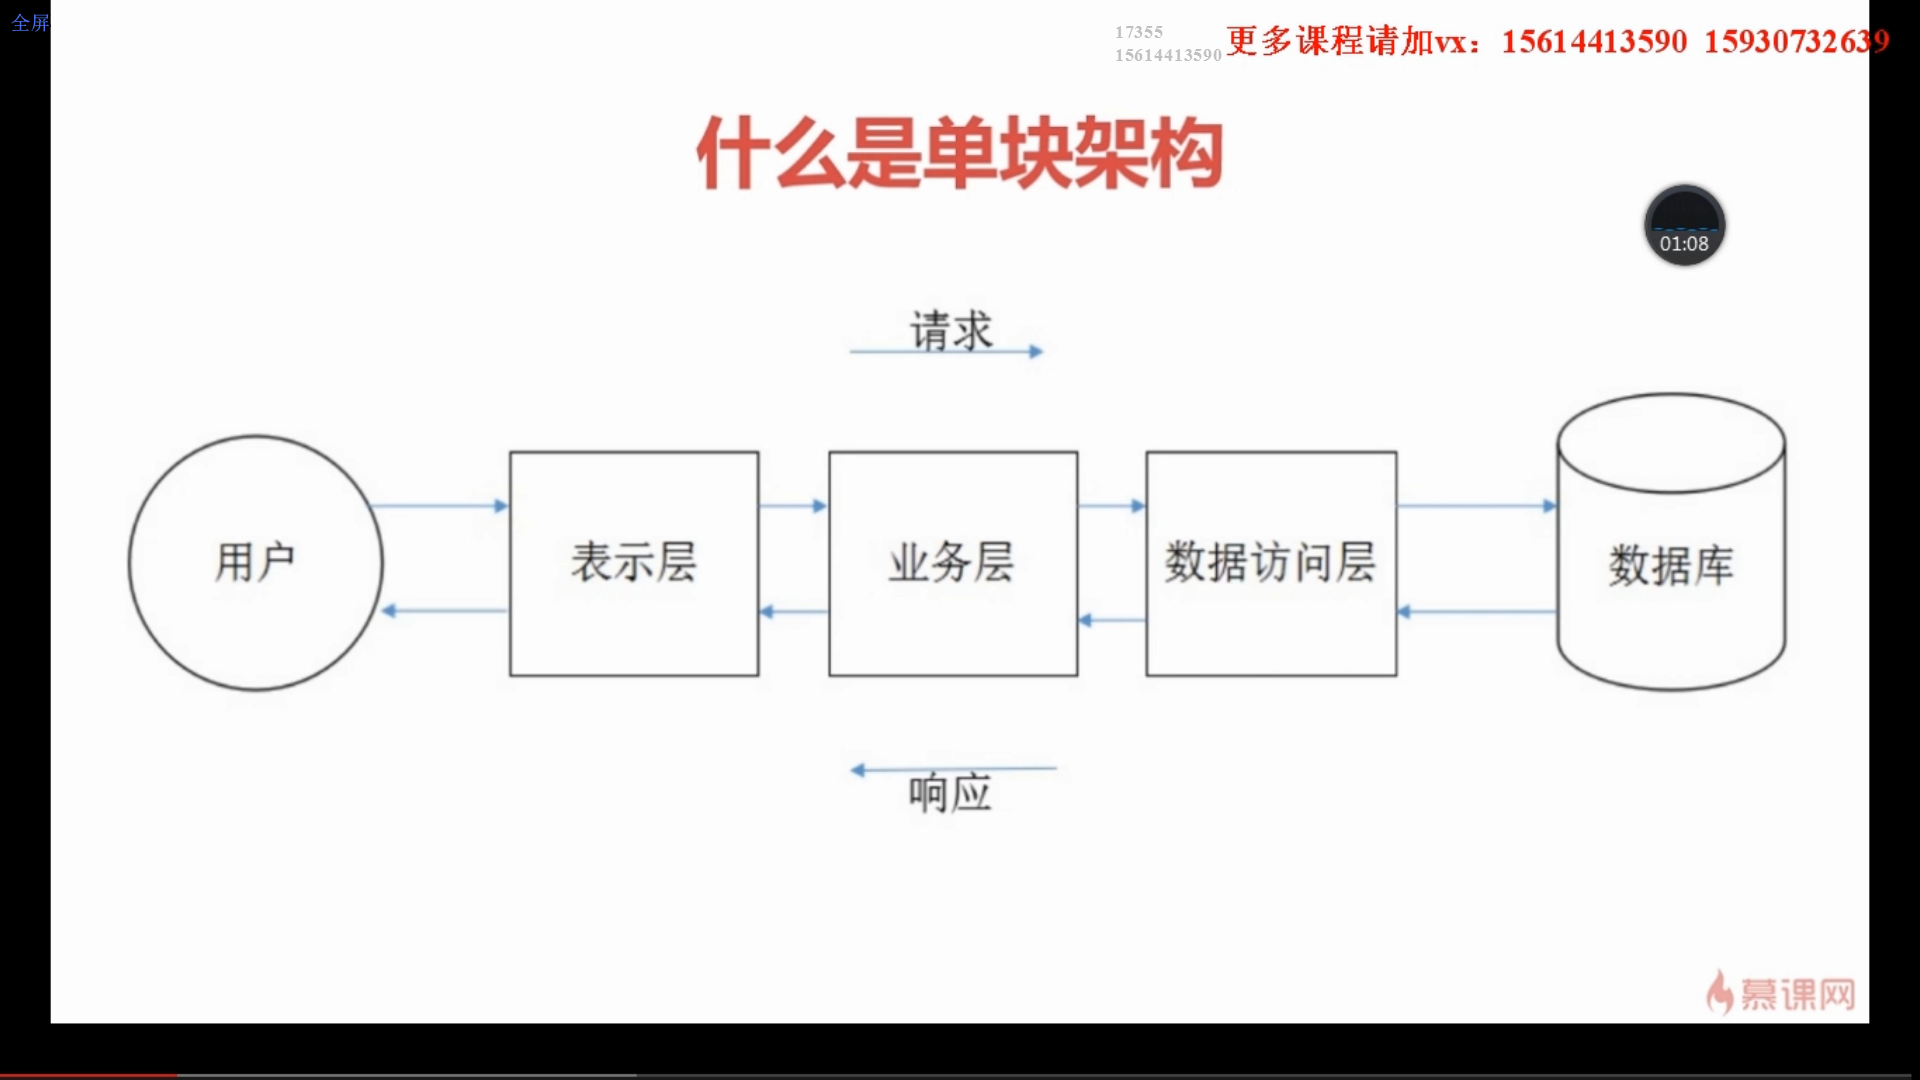 全屏
17355
15614413590
更多课程请加vx：15614413590 15930732639
什么是单块架构
01:08
请求
用户
表示层
业务层
数据访问层
数据库
响应
慕课网